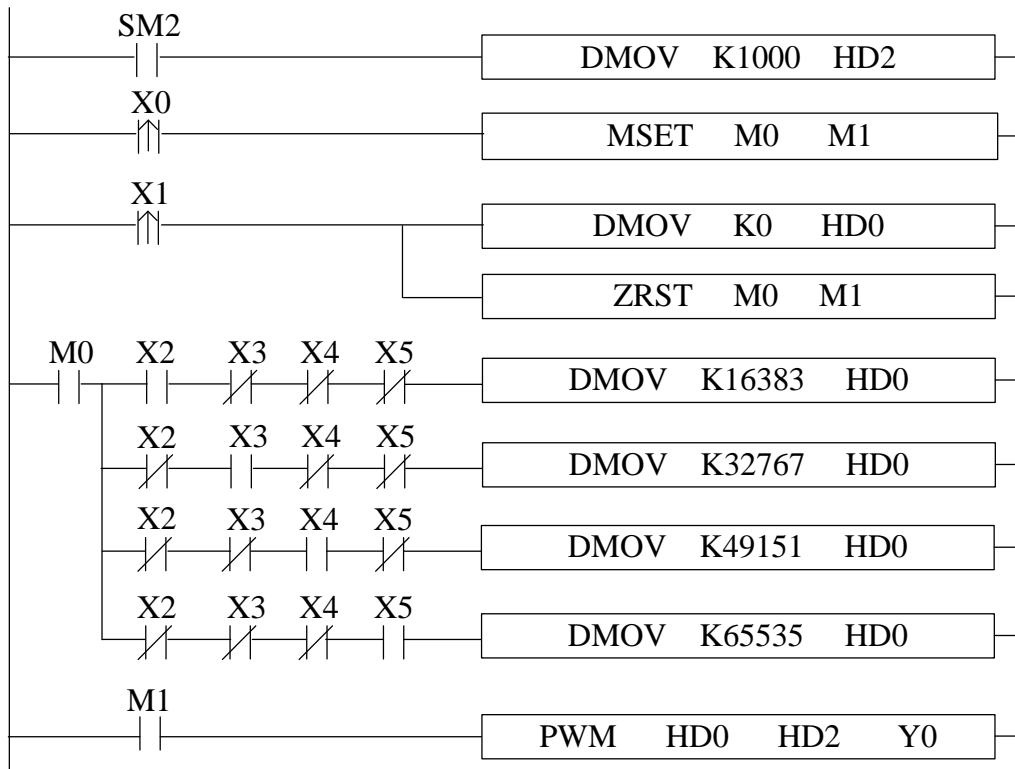 SM2
DMOV K1000 HD2
X0
MSET M0 M1
X1
DMOV K0 HD0
ZRST M0 M1
M0 X2 X3 X4 X5
DMOV K16383 HD0
X2 X3 X4 X5
DMOV K32767 HD0
X2 X3 X4 X5
DMOV K49151 HD0
X2 X3 X4 X5
DMOV K65535 HD0
M1
PWM HD0 HD2 Y0